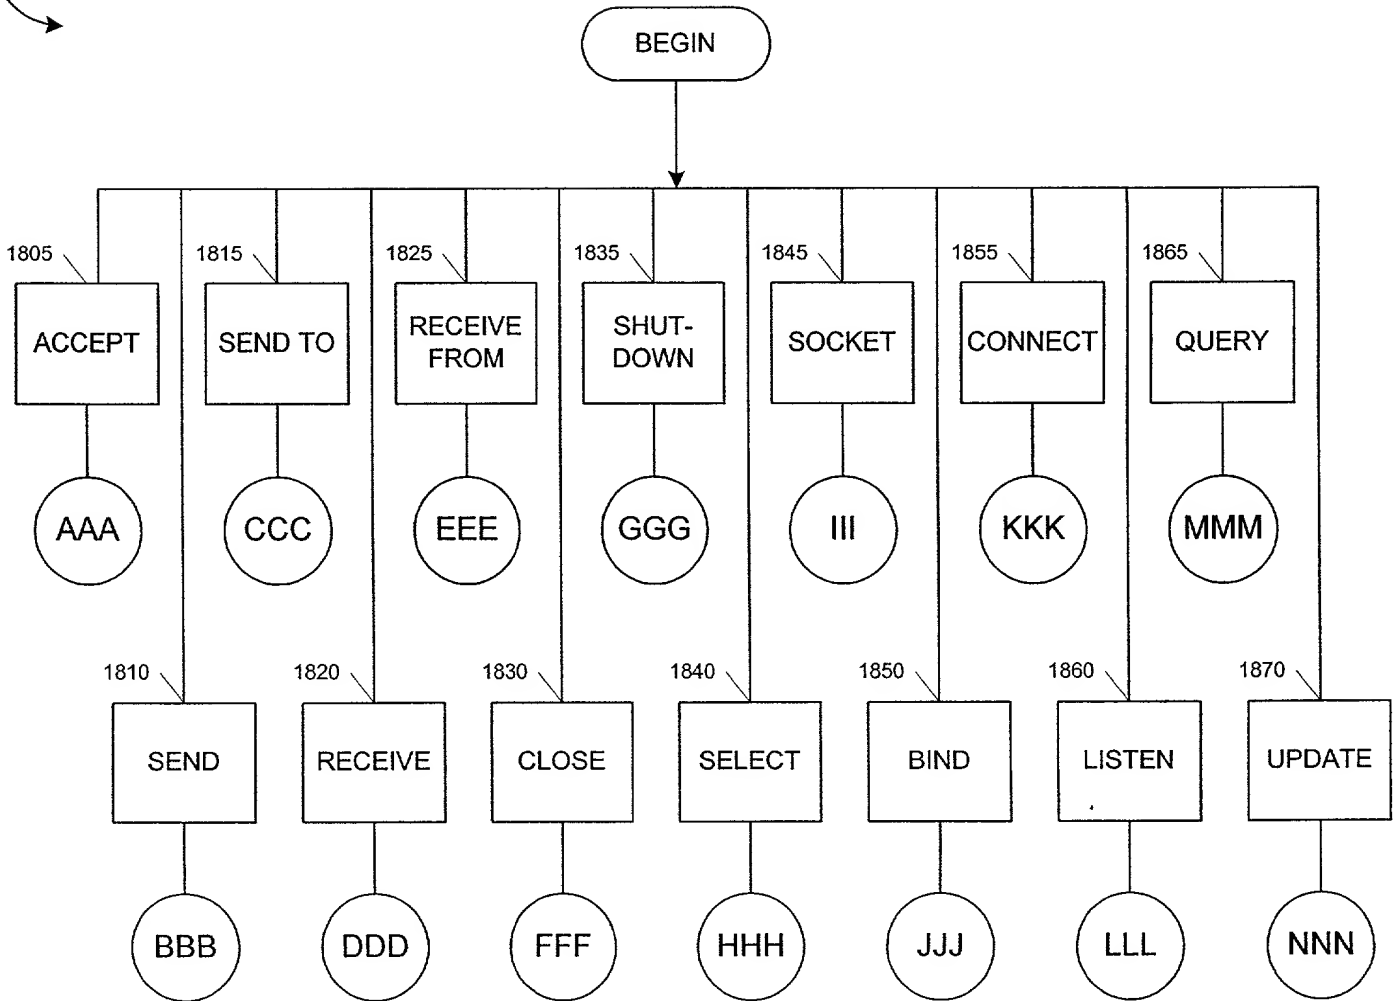 BEGIN
1805
1815
1825
1835
1845
1855
1865
ACCEPT
SEND TO
RECEIVE
FROM
SHUT-
DOWN
SOCKET
CONNECT
QUERY
AAA
CCC
EEE
GGG
III
KKK
MMM
1810
1820
1830
1840
1850
1860
1870
SEND
RECEIVE
CLOSE
SELECT
BIND
LISTEN
UPDATE
BBB
DDD
FFF
HHH
JJJ
LLL
NNN